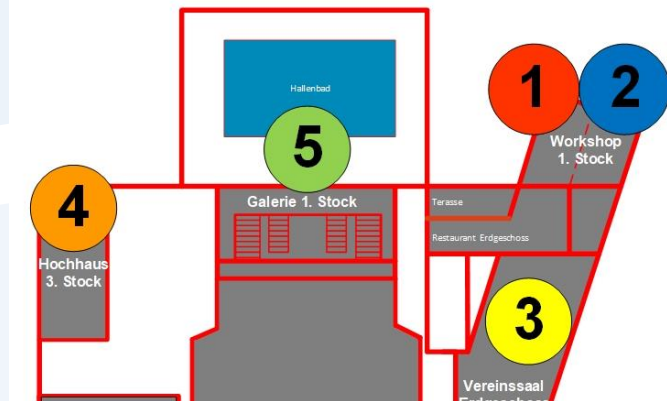 Hallenbad
1
2
5
Workshop
1. Stock
4
Galerie 1. Stock
Terasse
Restaurant Erdgeschoss
Hochhaus
3. Stock
3
Vereinssaal
Erdgeschoss